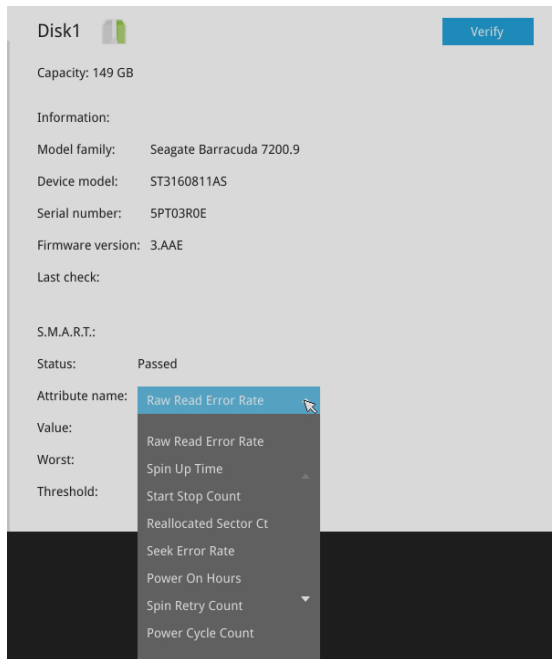 Disk1 Verify
Capacity: 149 GB
Information:
Model family: Seagate Barracuda 7200.9
Device model: ST3160811AS
Serial number: 5PT03R0E
Firmware version: 3.AAE
Last check:
S.M.A.R.T.:
Status: Passed
Attribute name: Raw Read Error Rate
Value:
Worst:
Threshold:
Raw Read Error Rate
Spin Up Time
Start Stop Count
Reallocated Sector Ct
Seek Error Rate
Power On Hours
Spin Retry Count
Power Cycle Count